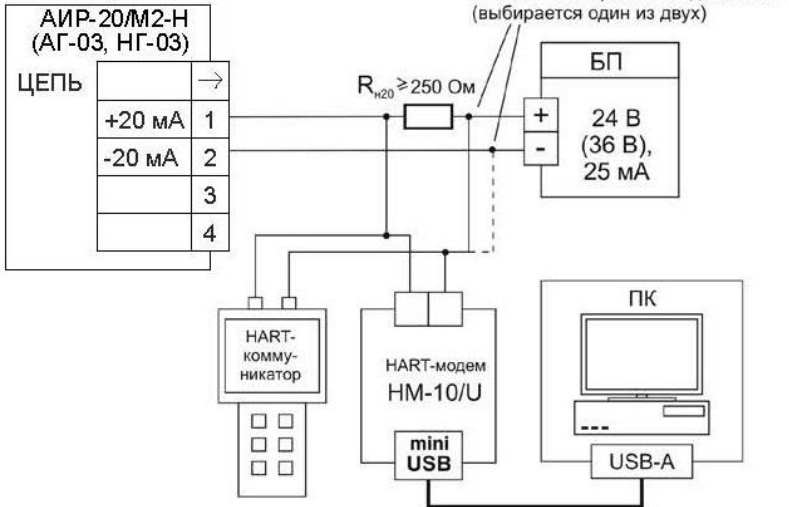 (выбирается один из двух)
АИР-20/М2-Н
(АГ-03, НГ-03)
ЦЕПЬ
→
+20 мА 1
-20 мА 2
3
4
Rн20 ≥250 Ом
БП
+
-
24 В
(36 В),
25 мА
HART-
комму-
никатор
HART-модем
HM-10/U
mini
USB
ПК
USB-A